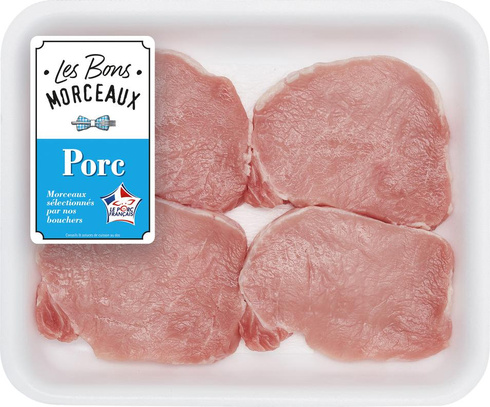 Les Bons
MORCEAUX
Porc
Morceaux
sélectionnés
par nos
bouchers
LE PORC
FRANÇAIS